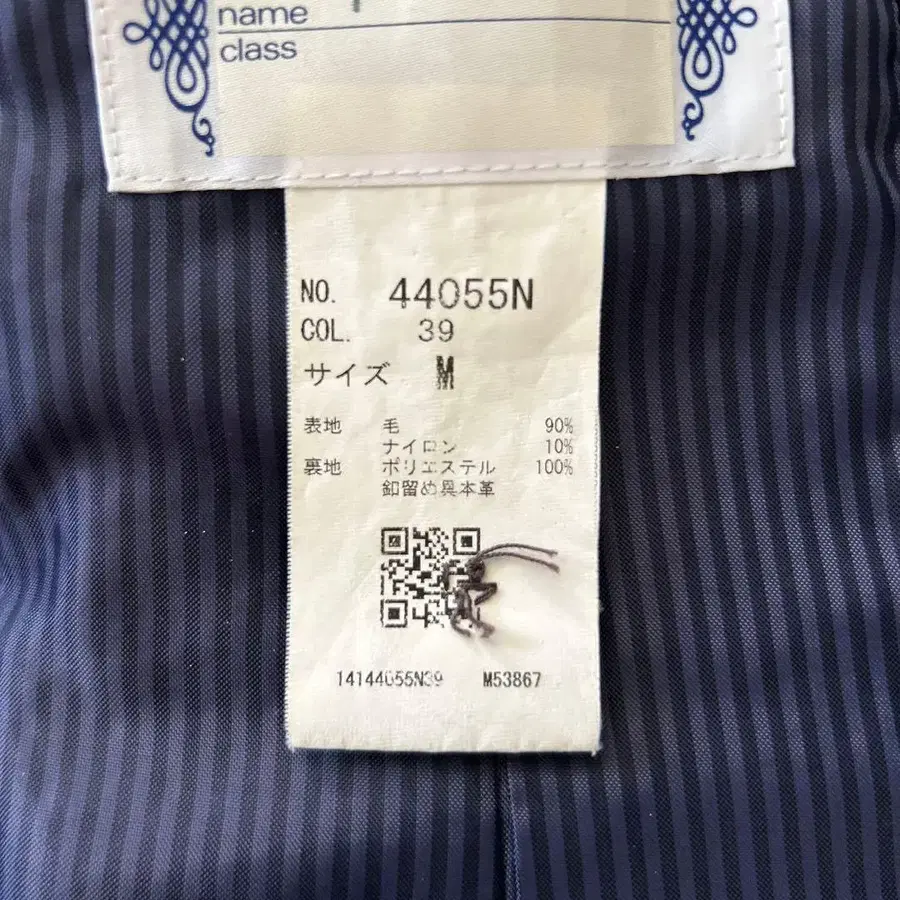 name
class
NO. 44055N
COL. 39
サイズ M
表地 毛 90%
ナイロン 10%
裏地 ポリエステル 100%
釦留め具本革
14144055N39 M53867